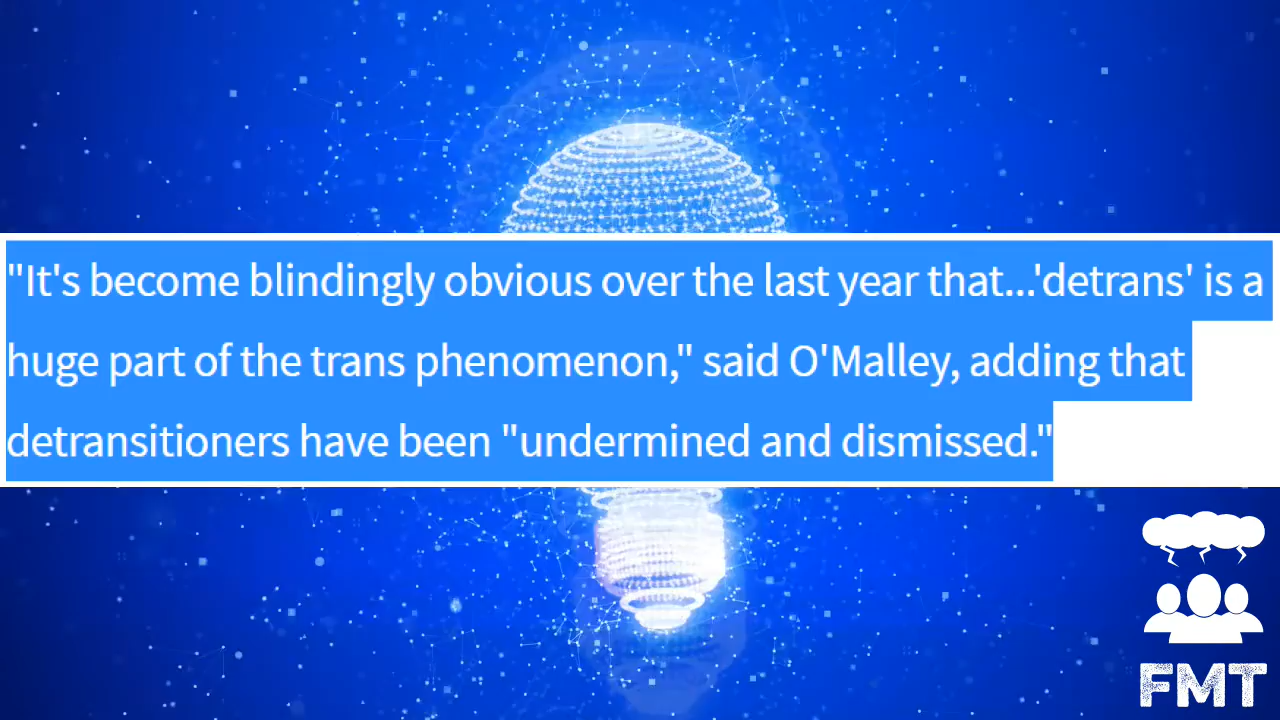 "It's become blindingly obvious over the last year that...'detrans' is a
huge part of the trans phenomenon," said O'Malley, adding that
detransitioners have been "undermined and dismissed."
FMT